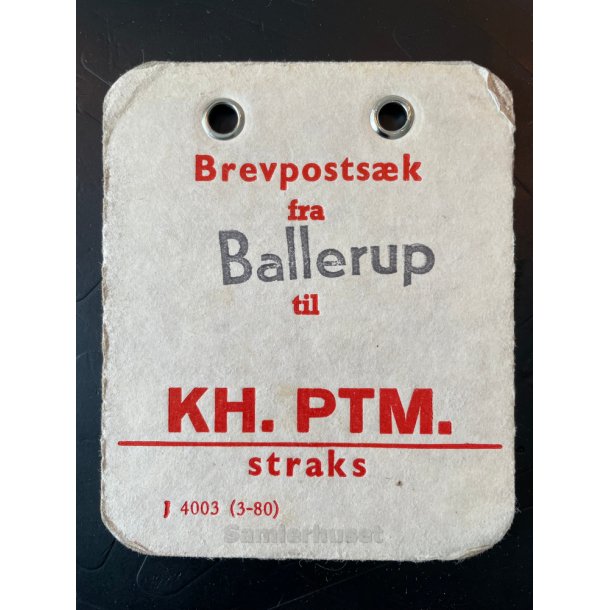 Brevpostsæk
fra
Ballerup
til
KH. PTM.
straks
J 4003 (3-80)
Samlerhuset